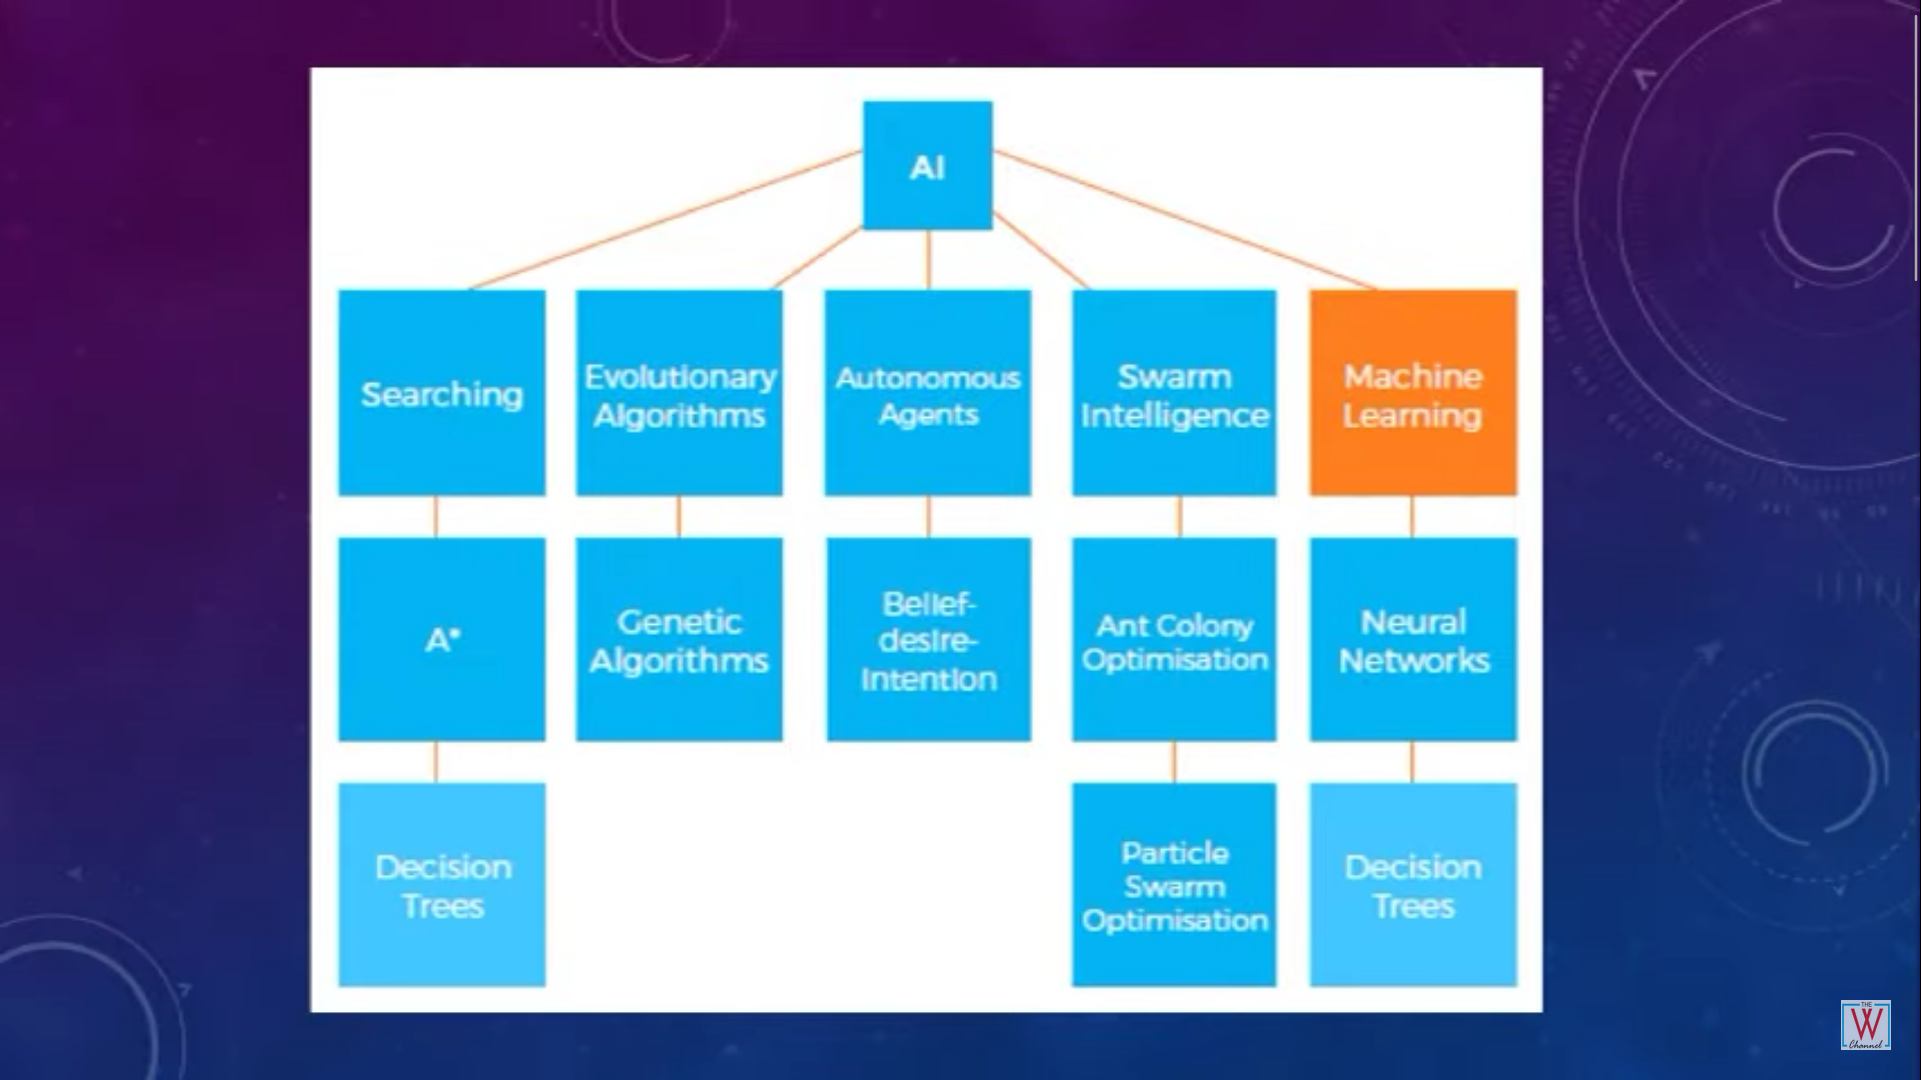 AI
Searching
Evolutionary
Algorithms
Autonomous
Agents
Swarm
Intelligence
Machine
Learning
A*
Genetic
Algorithms
Belief-
desire-
intention
Ant Colony
Optimisation
Neural
Networks
Decision
Trees
Particle
Swarm
Optimisation
Decision
Trees
THE
W
Channel